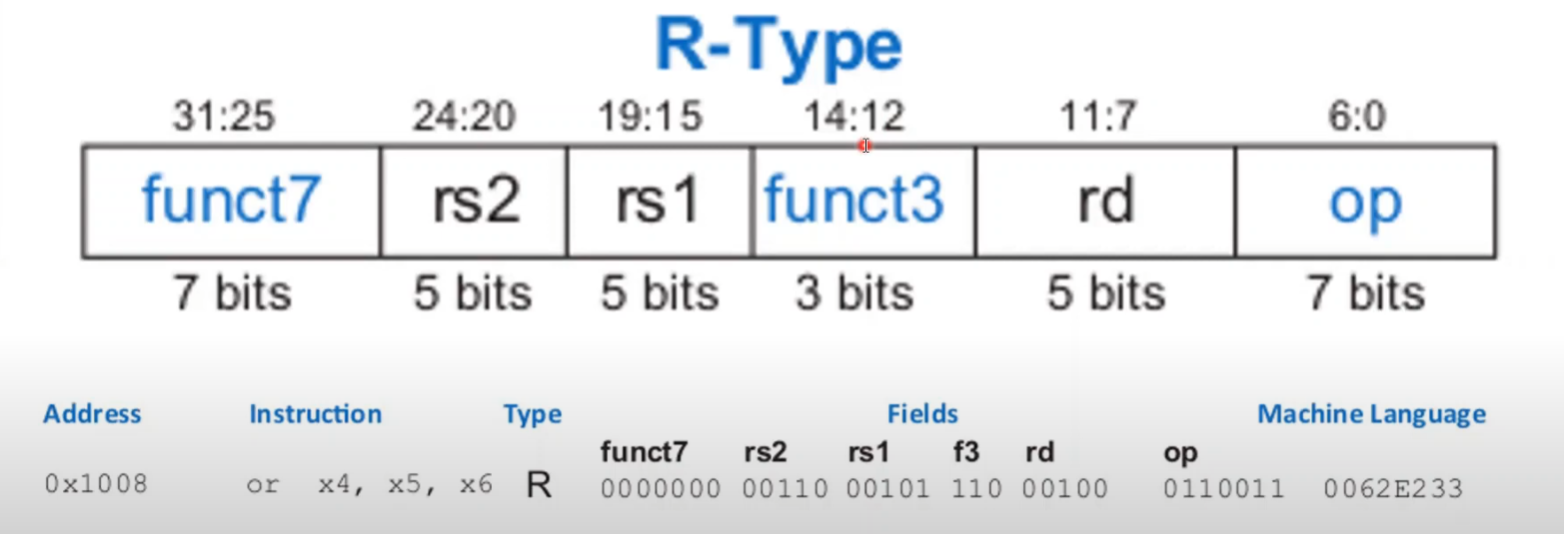 R-Type
31:25 24:20 19:15 14:12 11:7 6:0
funct7 rs2 rs1 funct3 rd op
7 bits 5 bits 5 bits 3 bits 5 bits 7 bits
Address Instruction Type Fields Machine Language
funct7 rs2 rs1 f3 rd op
0x1008 or x4, x5, x6 R 0000000 00110 00101 110 00100 0110011 0062E233